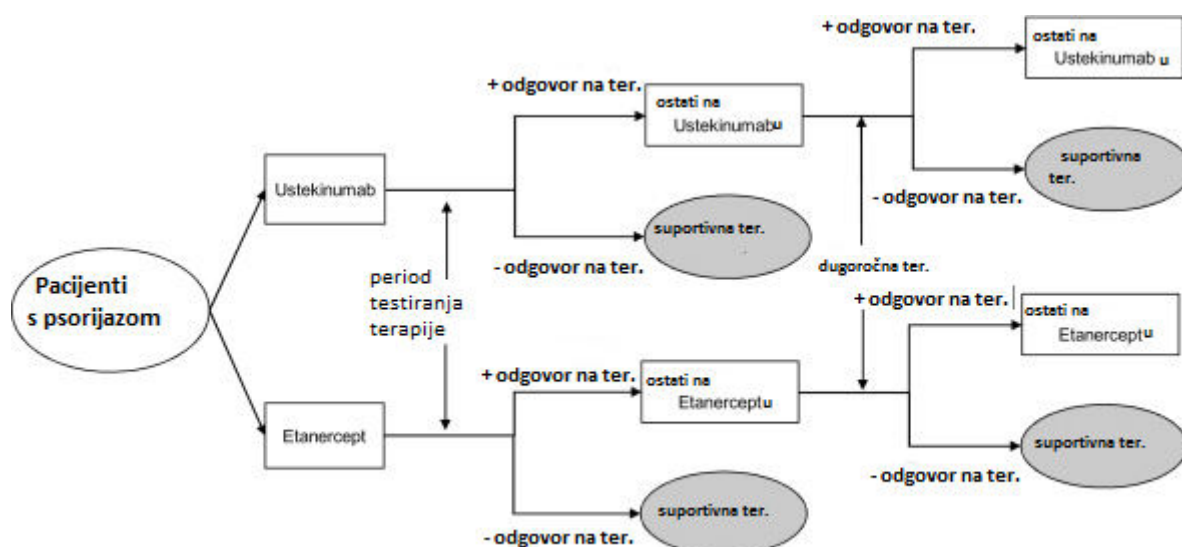 + odgovor na ter.
ostati na
Ustekinumab u
+ odgovor na ter.
ostati na
Ustekinumabu
suportivna
ter.
Ustekinumab
- odgovor na ter.
suportivna ter.
- odgovor na ter.
Pacijenti
s psorijazom
period
testiranja
terapije
dugoročna ter.
+ odgovor na ter.
ostati na
Etanercept u
+ odgovor na ter.
ostati na
Etanerceptu
Etanercept
suportivna ter.
- odgovor na ter.
suportivna ter.
- odgovor na ter.